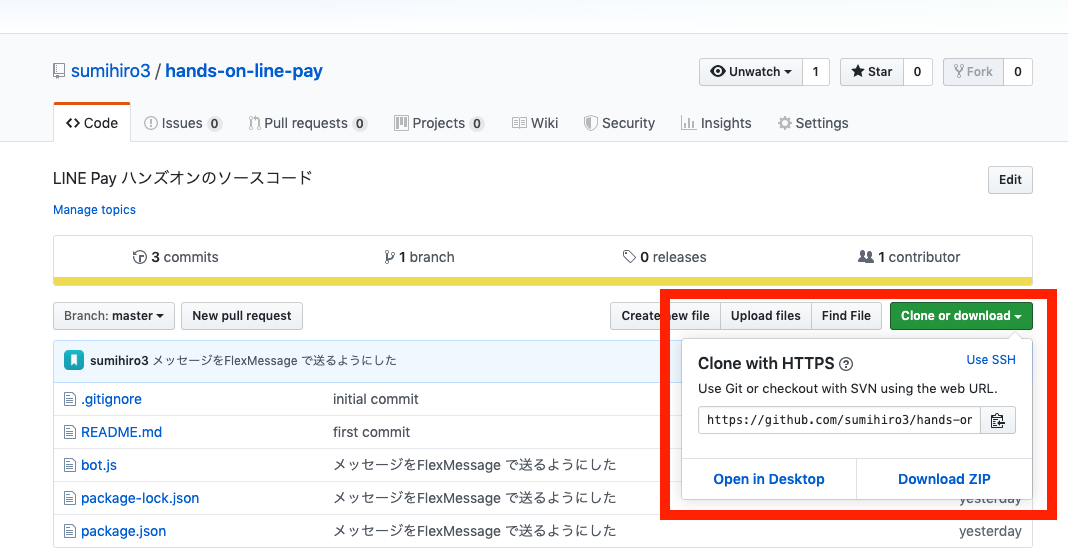 sumihiro3 / hands-on-line-pay
Unwatch 1 Star 0 Fork 0
Code Issues 0 Pull requests 0 Projects 0 Wiki Security Insights Settings
LINE Pay ハンズオンのソースコード
Edit
Manage topics
3 commits 1 branch 0 releases 1 contributor
Branch: master New pull request Create new file Upload files Find File Clone or download
sumihiro3 メッセージをFlexMessage で送るようにした
Clone with HTTPS ?
Use SSH
Use Git or checkout with SVN using the web URL.
https://github.com/sumihiro3/hands-on
Open in Desktop Download ZIP
.gitignore initial commit
README.md first commit
bot.js メッセージをFlexMessage で送るようにした
package-lock.json メッセージをFlexMessage で送るようにした yesterday
package.json メッセージをFlexMessage で送るようにした yesterday